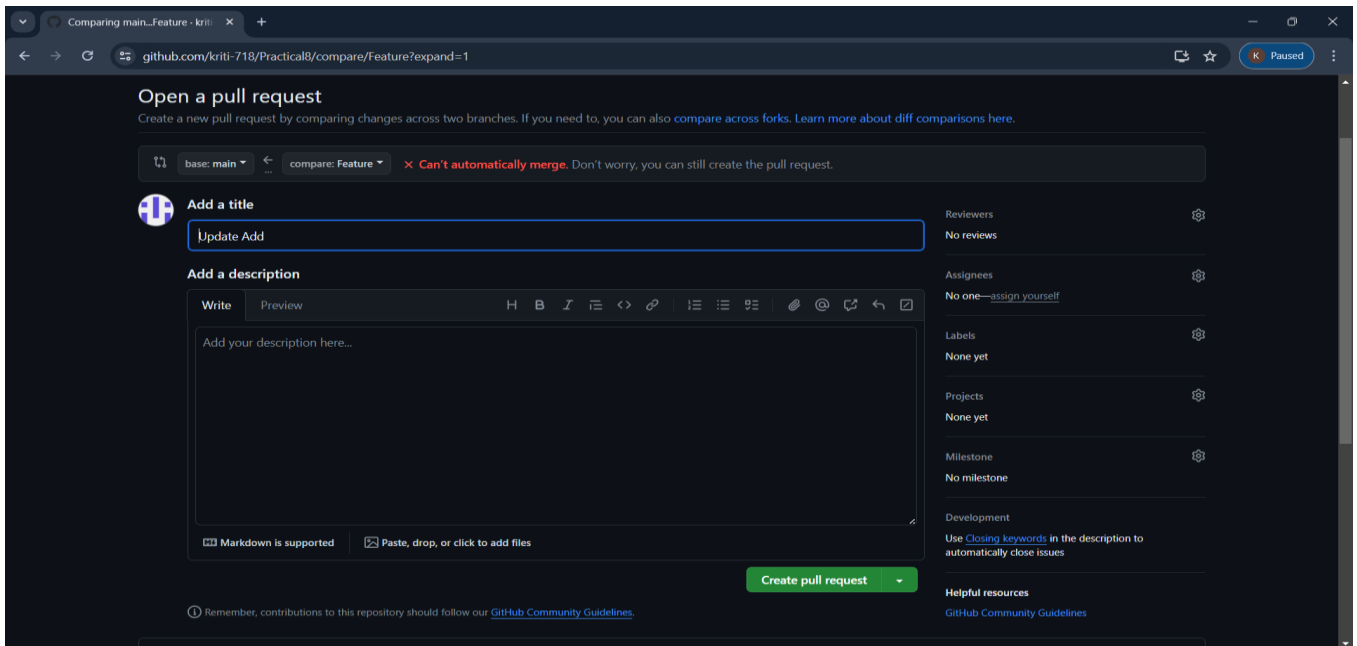 Comparing main...Feature · kriti
github.com/kriti-718/Practical8/compare/Feature?expand=1
K Paused
Open a pull request
Create a new pull request by comparing changes across two branches. If you need to, you can also compare across forks. Learn more about diff comparisons here.
base: main ← ... compare: Feature × Can't automatically merge. Don't worry, you can still create the pull request.
Add a title
Update Add
Add a description
Write Preview
Add your description here...
Markdown is supported Paste, drop, or click to add files
Create pull request
Remember, contributions to this repository should follow our GitHub Community Guidelines.
Reviewers
No reviews
Assignees
No one—assign yourself
Labels
None yet
Projects
None yet
Milestone
No milestone
Development
Use Closing keywords in the description to
automatically close issues
Helpful resources
GitHub Community Guidelines